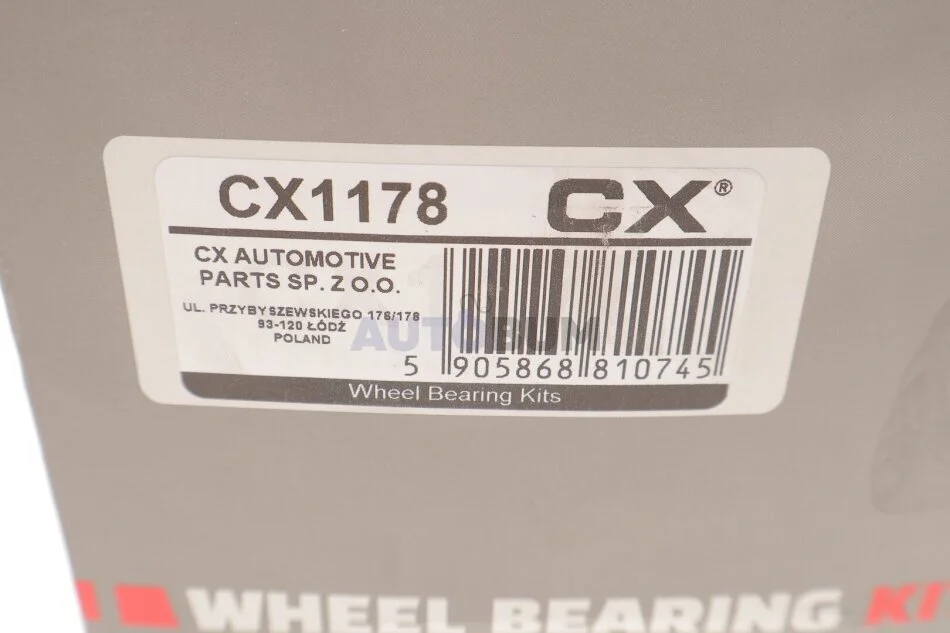 CX1178
CX®
CX AUTOMOTIVE
PARTS SP. Z O.O.
UL. PRZYBYSZEWSKIEGO 176/178
93-120 ŁÓDŹ
POLAND
AUTOBUM
5 905868 810745
Wheel Bearing Kits
WHEEL BEARING KI